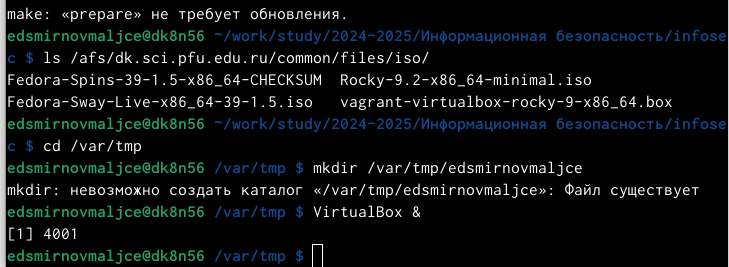 make: «prepare» не требует обновления.
edsmirnovmaljce@dk8n56 ~/work/study/2024-2025/Информационная безопасность/infose
c $ ls /afs/dk.sci.pfu.edu.ru/common/files/iso/
Fedora-Spins-39-1.5-x86_64-CHECKSUM  Rocky-9.2-x86_64-minimal.iso
Fedora-Sway-Live-x86_64-39-1.5.iso   vagrant-virtualbox-rocky-9-x86_64.box
edsmirnovmaljce@dk8n56 ~/work/study/2024-2025/Информационная безопасность/infose
c $ cd /var/tmp
edsmirnovmaljce@dk8n56 /var/tmp $ mkdir /var/tmp/edsmirnovmaljce
mkdir: невозможно создать каталог «/var/tmp/edsmirnovmaljce»: Файл существует
edsmirnovmaljce@dk8n56 /var/tmp $ VirtualBox &
[1] 4001
edsmirnovmaljce@dk8n56 /var/tmp $